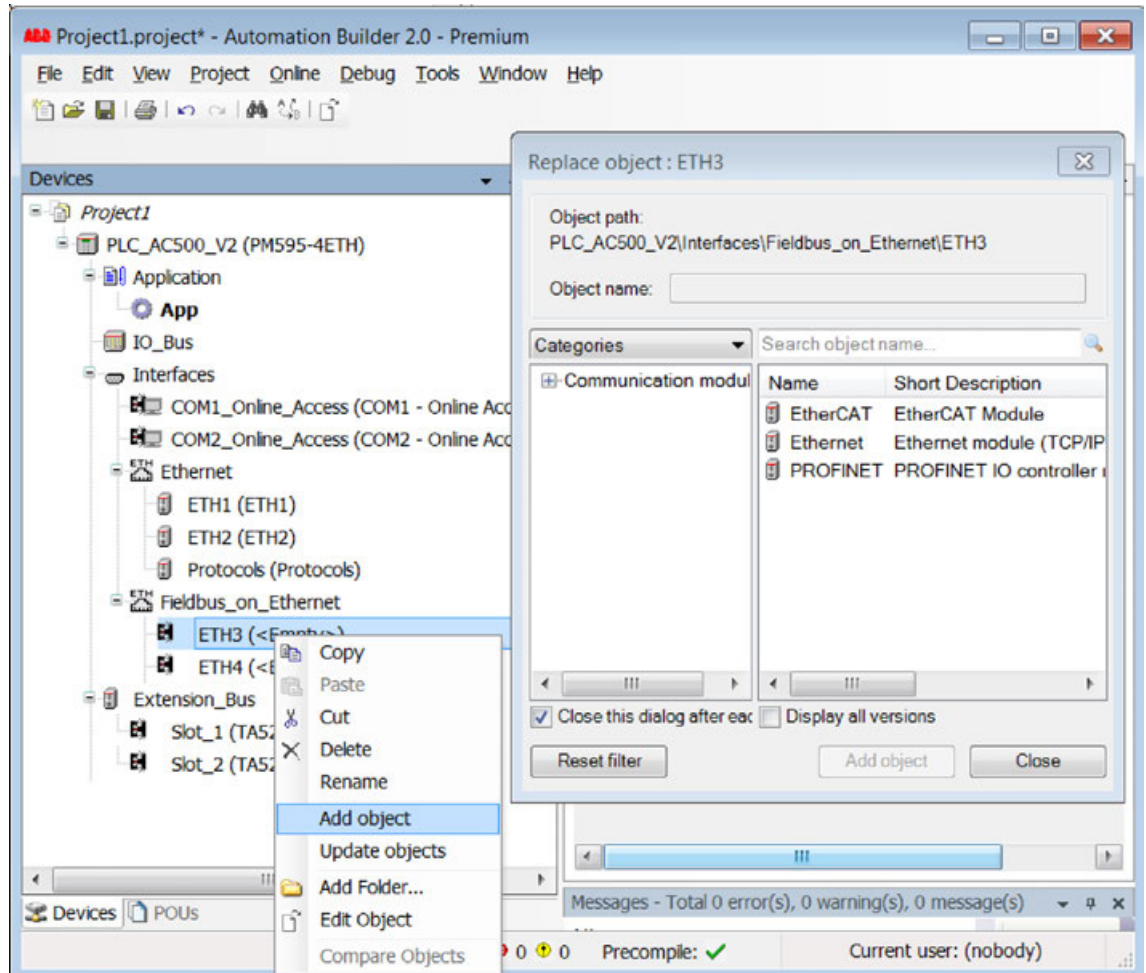 ABB Project1.project* - Automation Builder 2.0 - Premium
File Edit View Project Online Debug Tools Window Help
Devices
Project1
PLC_AC500_V2 (PM595-4ETH)
Application
App
IO_Bus
Interfaces
COM1_Online_Access (COM1 - Online Acc
COM2_Online_Access (COM2 - Online Acc
Ethernet
ETH1 (ETH1)
ETH2 (ETH2)
Protocols (Protocols)
Fieldbus_on_Ethernet
ETH3 (<Empty>)
ETH4 (<E
Extension_Bus
Slot_1 (TA52
Slot_2 (TA52
Copy
Paste
Cut
Delete
Rename
Add object
Update objects
Add Folder...
Edit Object
Compare Objects
Replace object : ETH3
Object path:
PLC_AC500_V2\Interfaces\Fieldbus_on_Ethernet\ETH3
Object name:
Categories
Search object name...
Communication modul
Name Short Description
EtherCAT EtherCAT Module
Ethernet Ethernet module (TCP/IP
PROFINET PROFINET IO controller
Close this dialog after eac
Display all versions
Reset filter
Add object
Close
Devices POUs
Messages - Total 0 error(s), 0 warning(s), 0 message(s)
0 0 Precompile: Current user: (nobody)